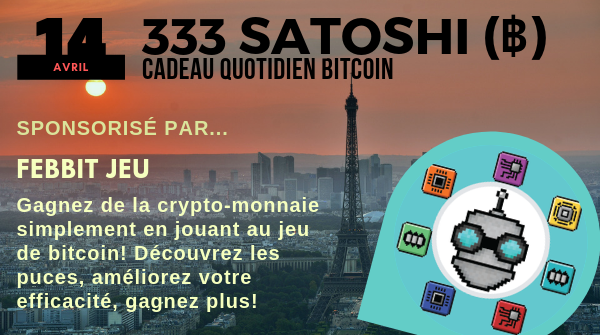 14
AVRIL
333 SATOSHI (฿)
CADEAU QUOTIDIEN BITCOIN
SPONSORISÉ PAR...
FEBBIT JEU
Gagnez de la crypto-monnaie
simplement en jouant au jeu
de bitcoin! Découvrez les
puces, améliorez votre
efficacité, gagnez plus!